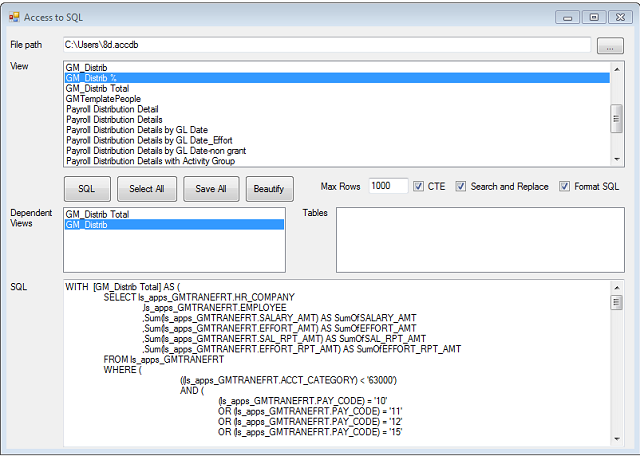 Access to SQL
File path
C:\Users\8d.accdb
...
View
GM_Distrib
GM_Distrib %
GM_Distrib Total
GMTemplatePeople
Payroll Distribution Detail
Payroll Distribution Details
Payroll Distribution Details by GL Date
Payroll Distribution Details by GL Date_Effort
Payroll Distribution Details by GL Date-non grant
Payroll Distribution Details with Activity Group
SQL
Select All
Save All
Beautify
Max Rows
1000
CTE
Search and Replace
Format SQL
Dependent
Views
GM_Distrib Total
GM_Distrib
Tables
SQL
WITH [GM_Distrib Total] AS (
SELECT ls_apps_GMTRANEFRT.HR_COMPANY
,ls_apps_GMTRANEFRT.EMPLOYEE
,Sum(ls_apps_GMTRANEFRT.SALARY_AMT) AS SumOfSALARY_AMT
,Sum(ls_apps_GMTRANEFRT.EFFORT_AMT) AS SumOfEFFORT_AMT
,Sum(ls_apps_GMTRANEFRT.SAL_RPT_AMT) AS SumOfSAL_RPT_AMT
,Sum(ls_apps_GMTRANEFRT.EFFORT_RPT_AMT) AS SumOfEFFORT_RPT_AMT
FROM ls_apps_GMTRANEFRT
WHERE (
((ls_apps_GMTRANEFRT.ACCT_CATEGORY) < '63000')
AND (
(ls_apps_GMTRANEFRT.PAY_CODE) = '10'
OR (ls_apps_GMTRANEFRT.PAY_CODE) = '11'
OR (ls_apps_GMTRANEFRT.PAY_CODE) = '12'
OR (ls_apps_GMTRANEFRT.PAY_CODE) = '15'